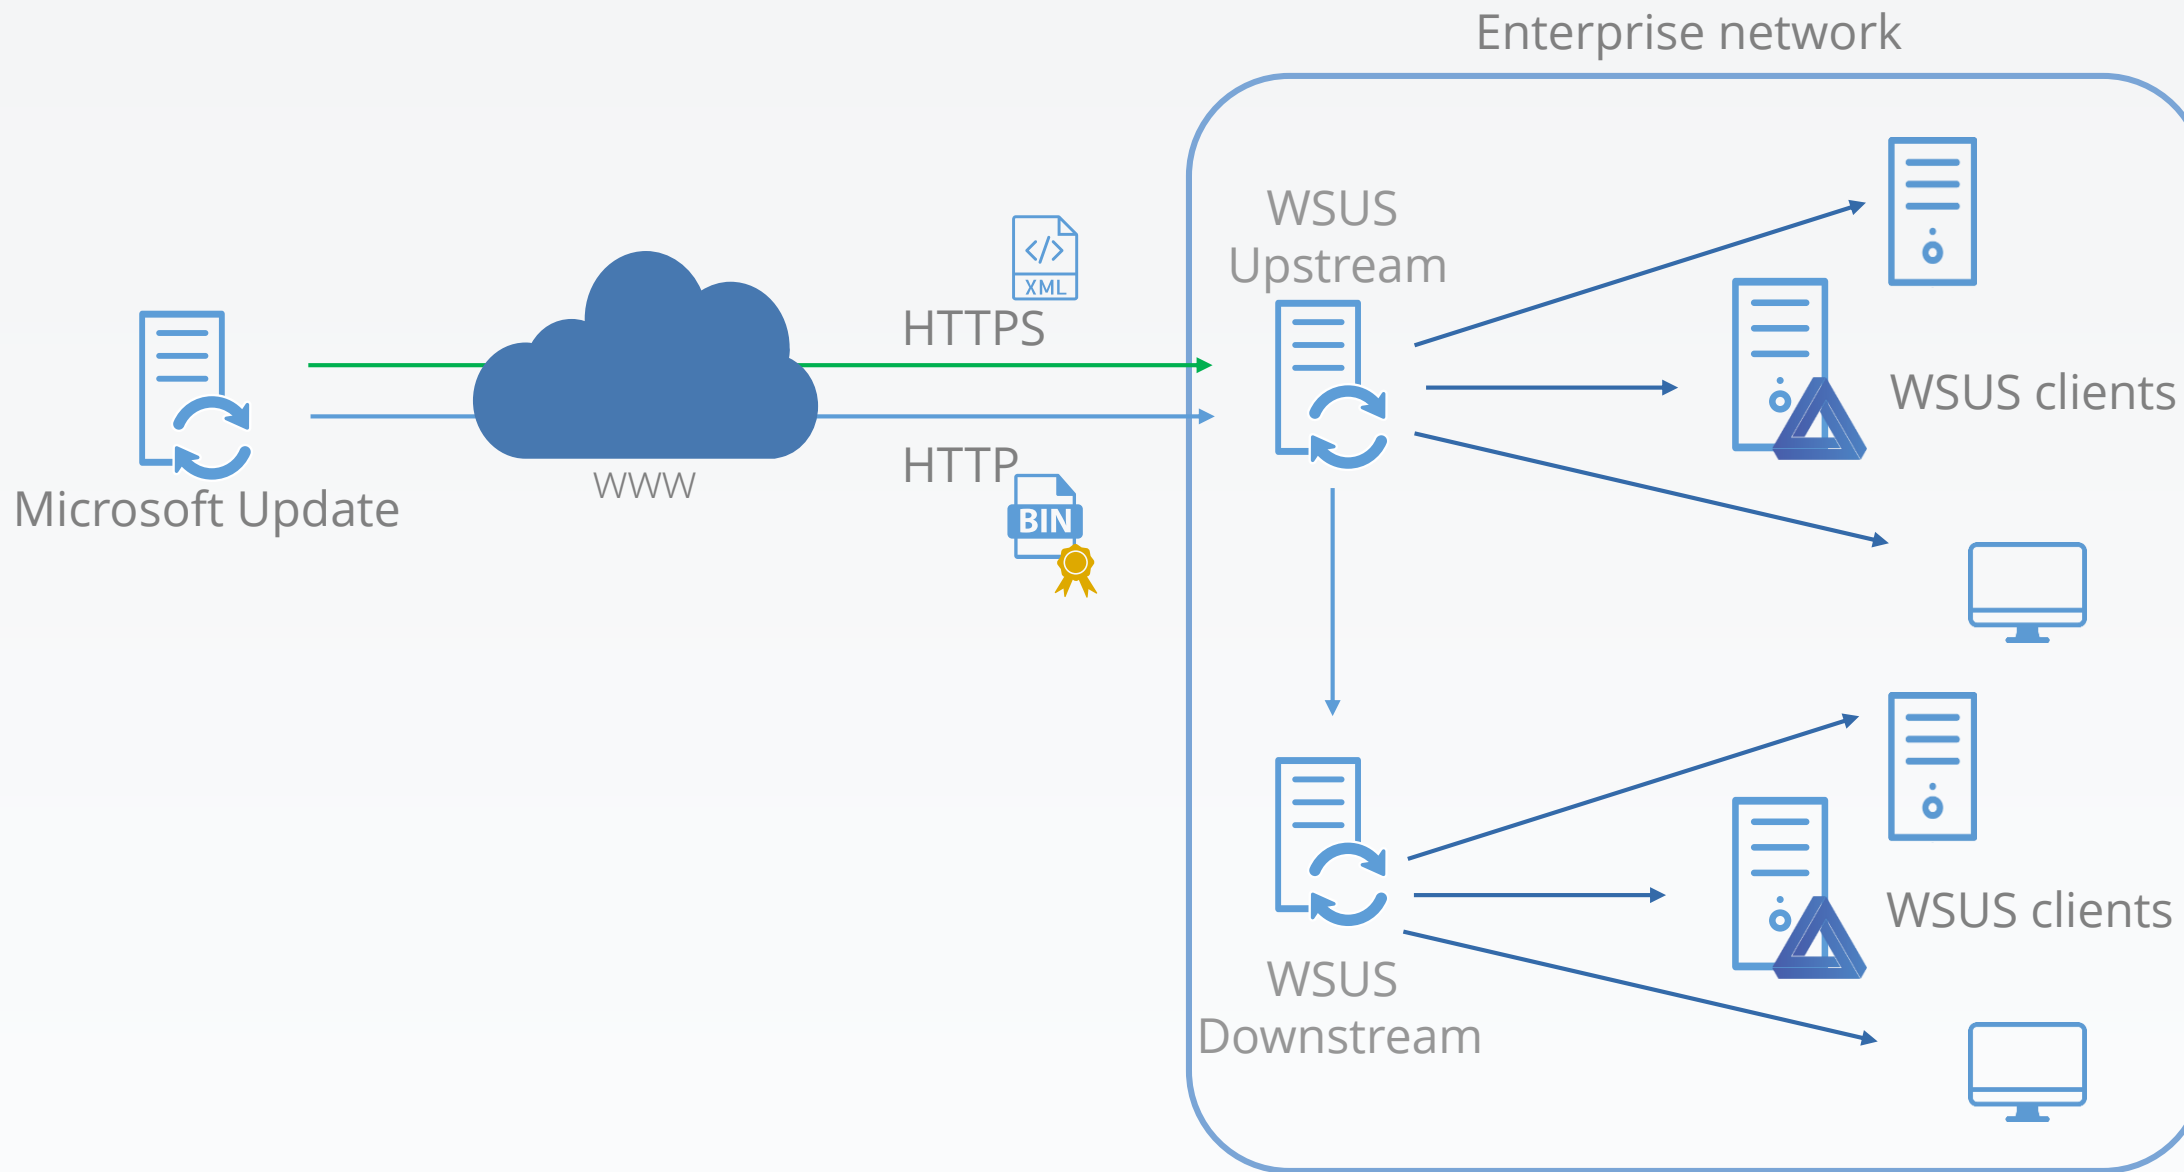 Enterprise network
WSUS
Upstream
XML
HTTPS
WSUS clients
HTTP
WWW
BIN
Microsoft Update
WSUS clients
WSUS
Downstream